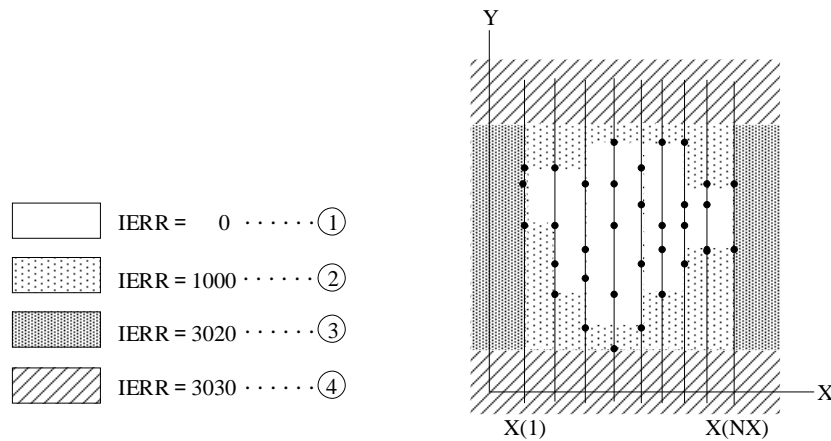 Y
IERR = 0 ······ ①
IERR = 1000 ······ ②
IERR = 3020 ······ ③
IERR = 3030 ······ ④
X
X(1)
X(NX)